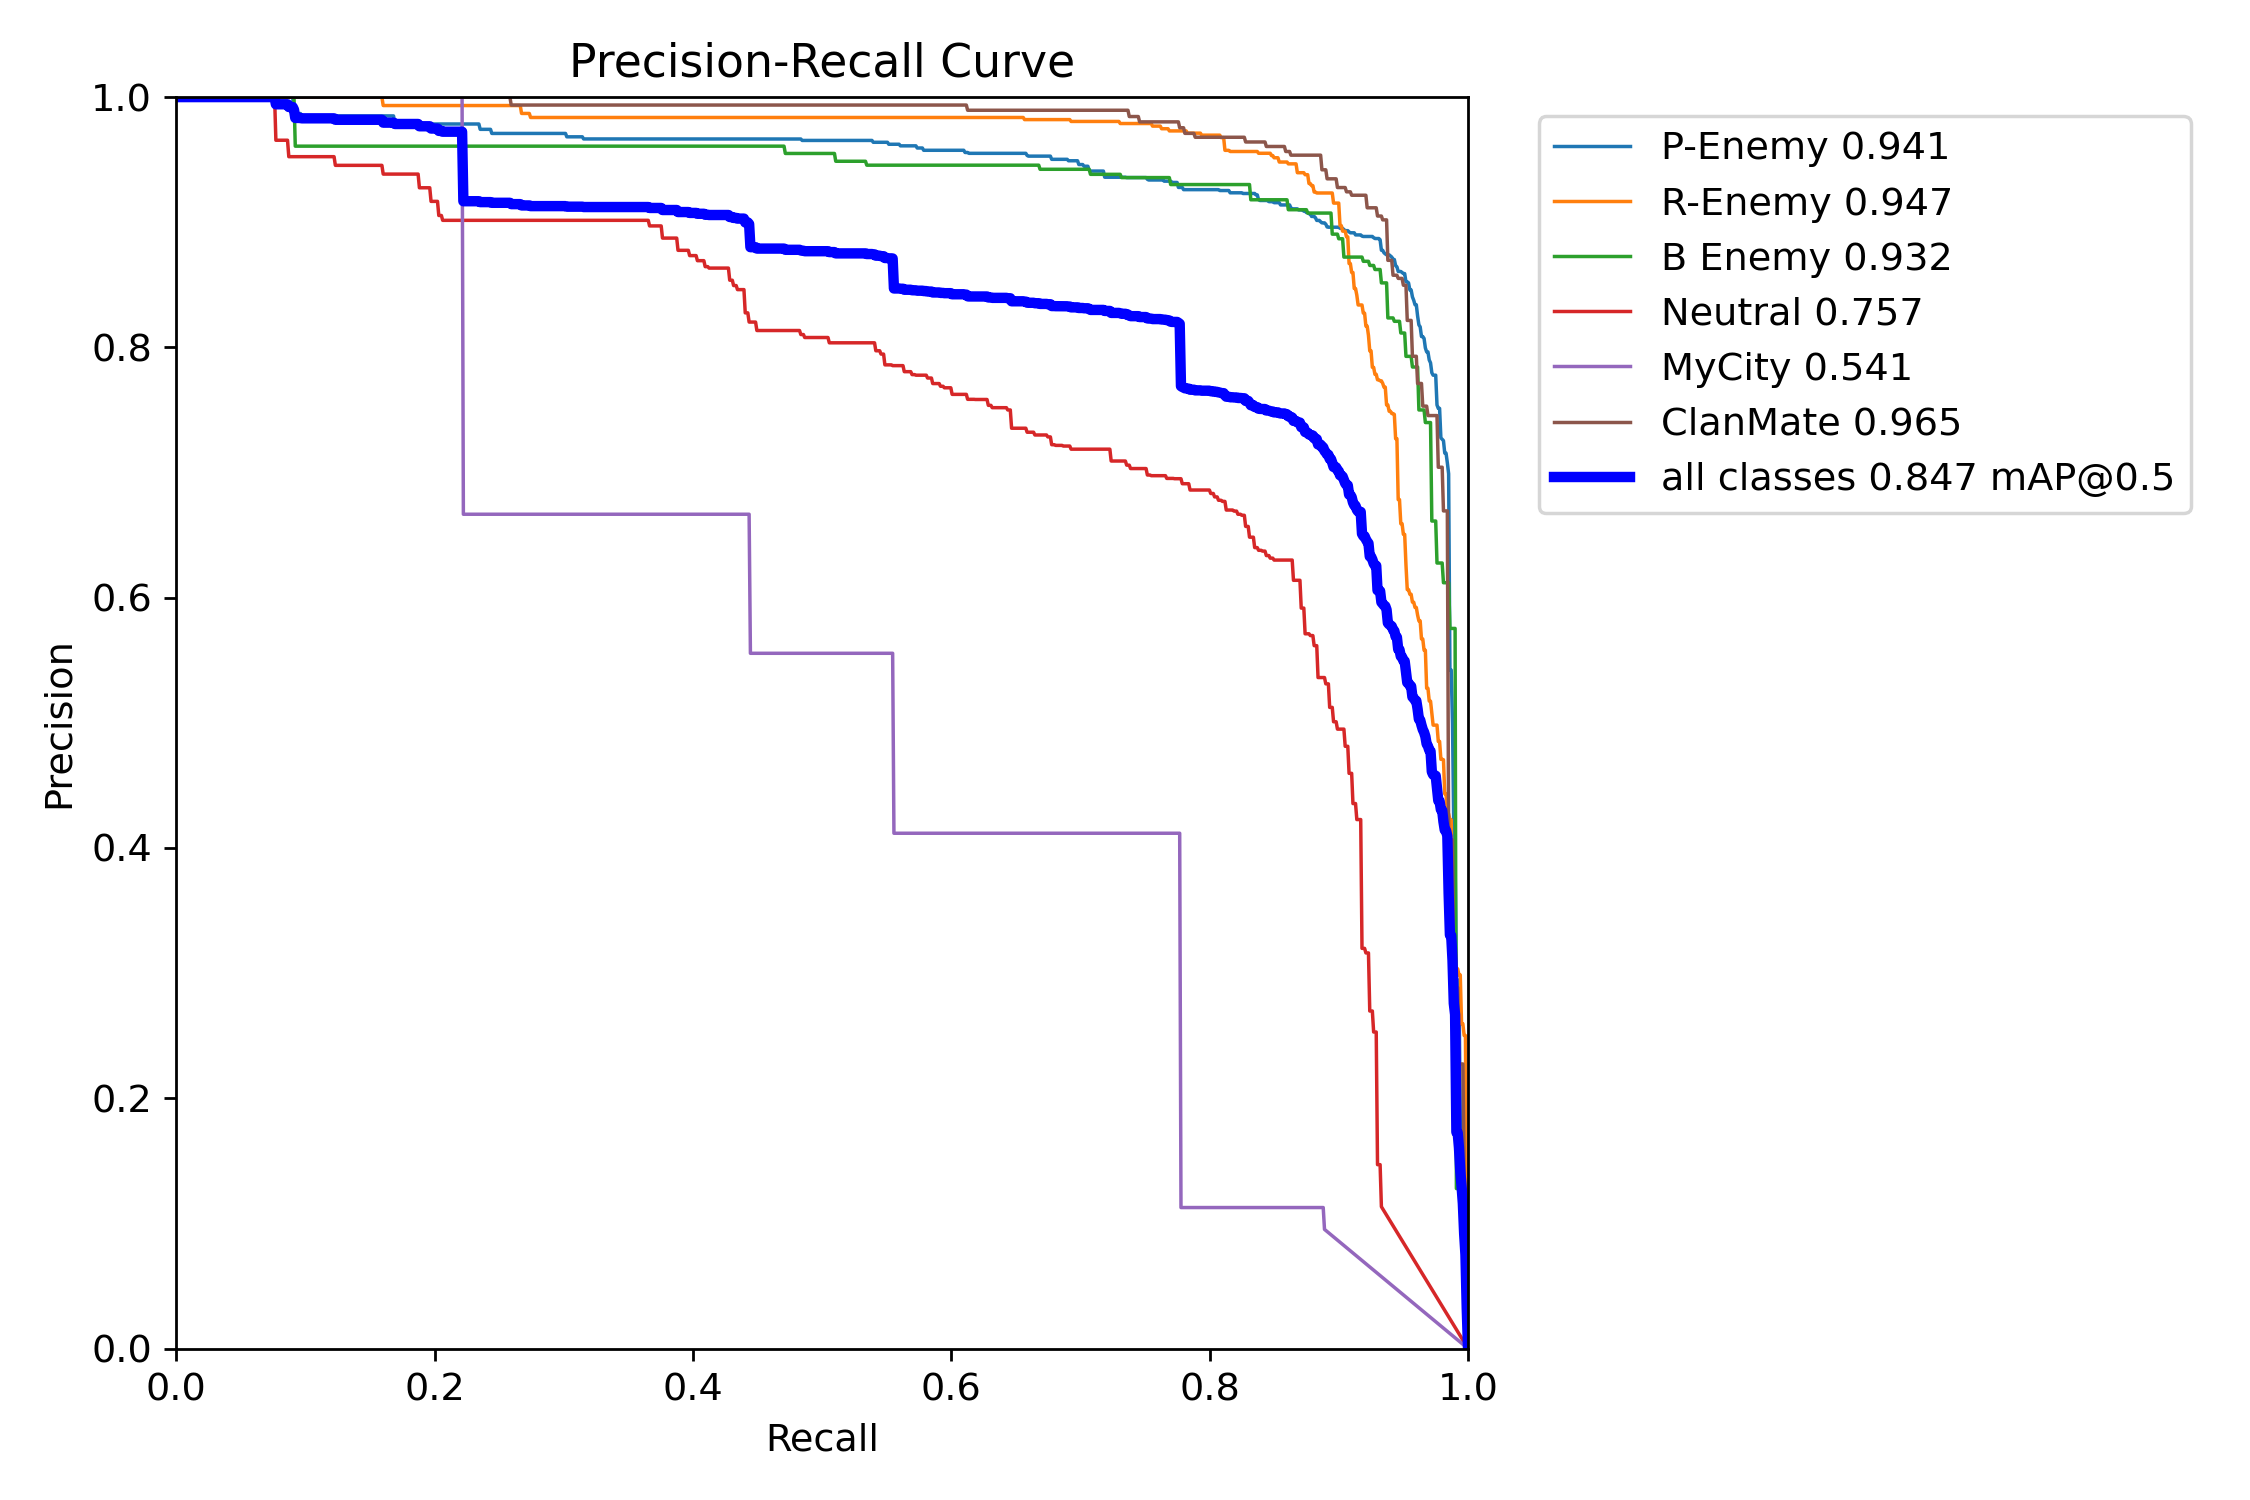 Precision-Recall Curve
1.0
0.8
0.6
0.4
0.2
0.0
Precision
0.0 0.2 0.4 0.6 0.8 1.0
Recall
P-Enemy 0.941
R-Enemy 0.947
B Enemy 0.932
Neutral 0.757
MyCity 0.541
ClanMate 0.965
all classes 0.847 mAP@0.5